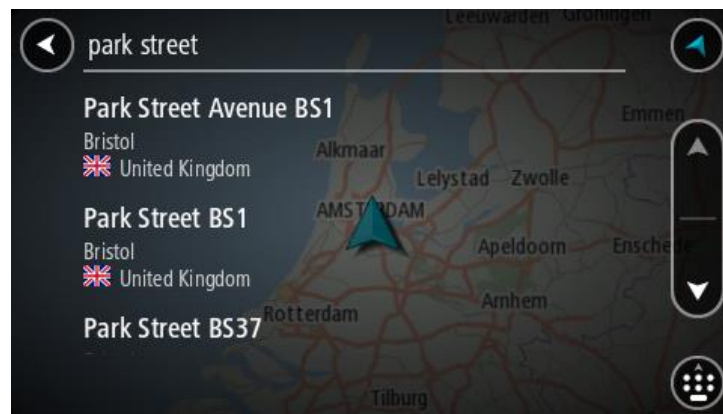 Leeuwarden Groningen
park street
Park Street Avenue BS1
Bristol
United Kingdom
Park Street BS1
Bristol
United Kingdom
Park Street BS37
Emmen
Alkmaar
Lelystad
Zwolle
AMSTERDAM
Apeldoorn
Enschede
Arnhem
Rotterdam
Tilburg